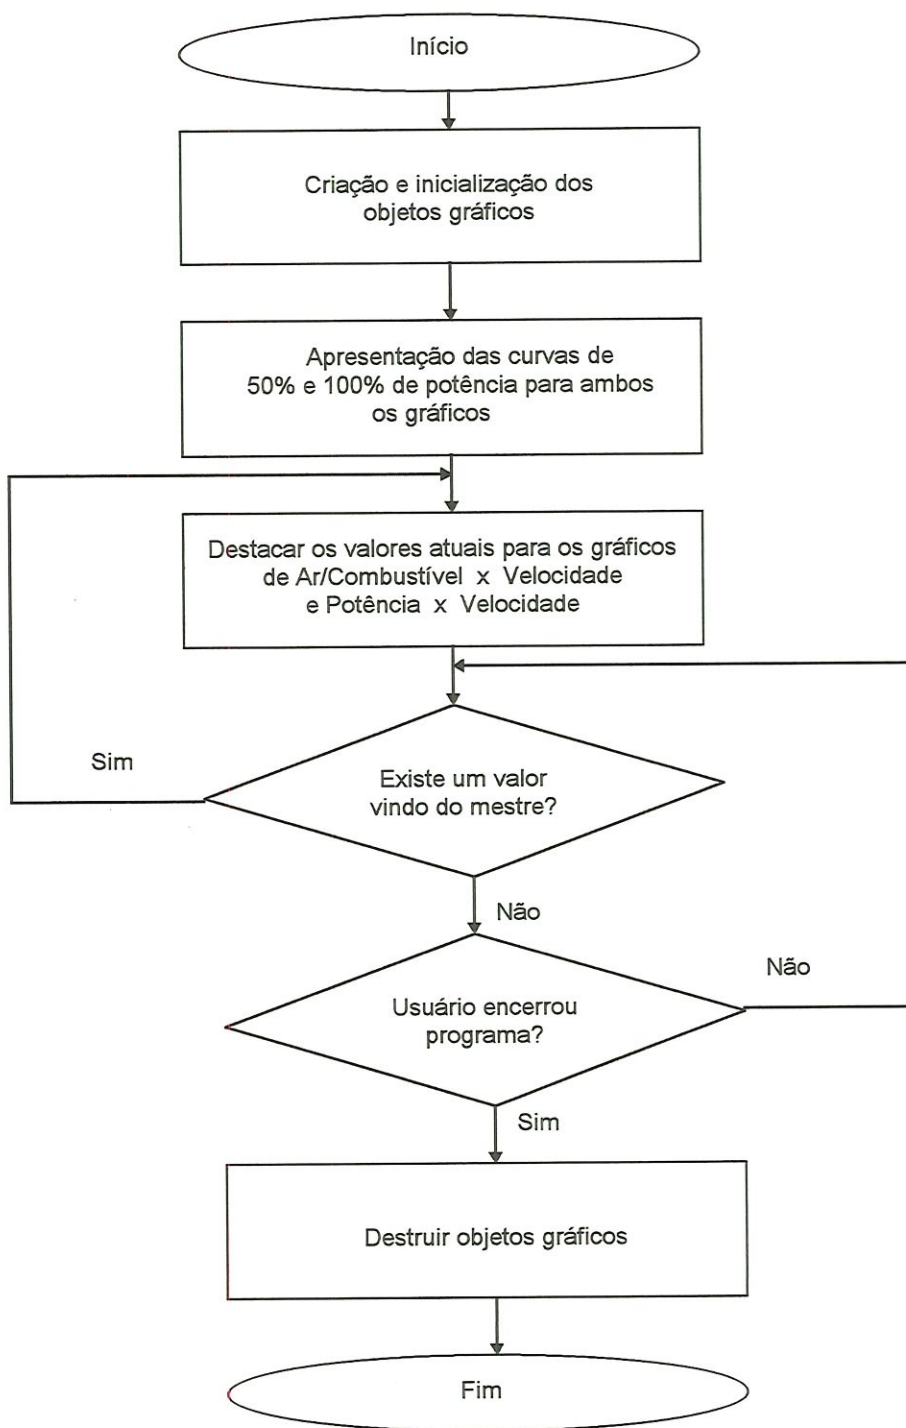 Início
Criação e inicialização dos
objetos gráficos
Apresentação das curvas de
50% e 100% de potência para ambos
os gráficos
Destacar os valores atuais para os gráficos
de Ar/Combustível x Velocidade
e Potência x Velocidade
Sim
Existe um valor
vindo do mestre?
Não
Não
Usuário encerrou
programa?
Sim
Destruir objetos gráficos
Fim